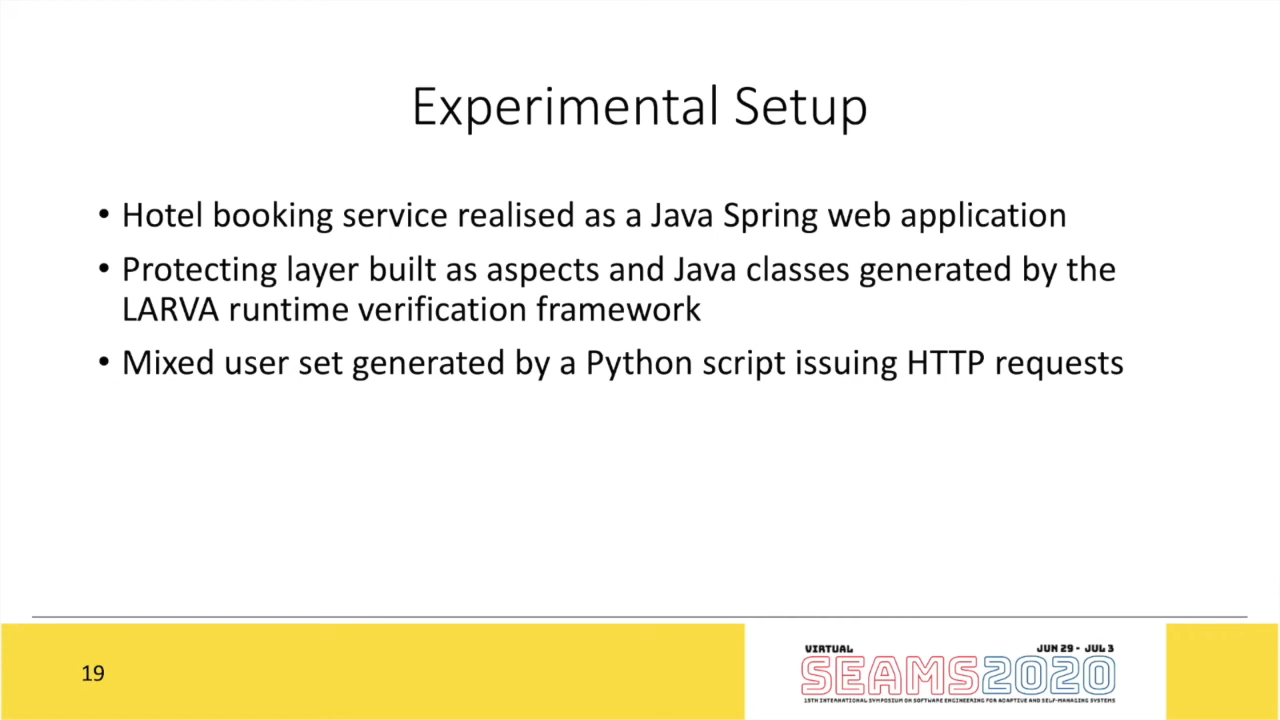 Experimental Setup
• Hotel booking service realised as a Java Spring web application
• Protecting layer built as aspects and Java classes generated by the
LARVA runtime verification framework
• Mixed user set generated by a Python script issuing HTTP requests
19
VIRTUAL JUN 29 - JUL 3
SEAMS2020
15TH INTERNATIONAL SYMPOSIUM ON SOFTWARE ENGINEERING FOR ADAPTIVE AND SELF-MANAGING SYSTEMS